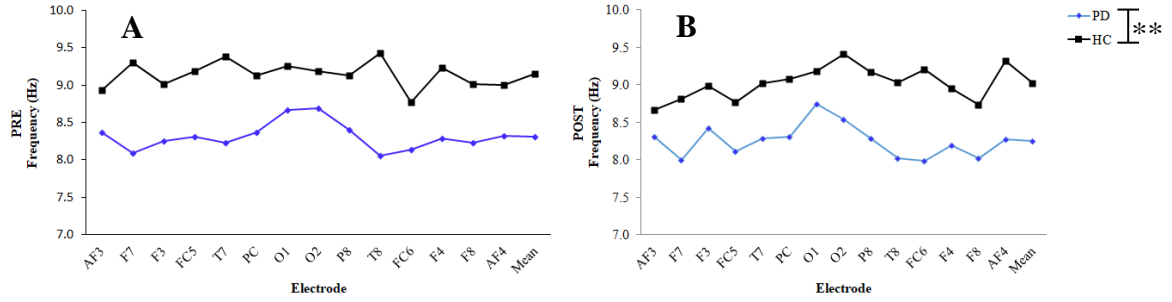 A
PRE
Frequency (Hz)
10.0
9.5
9.0
8.5
8.0
7.5
7.0
AF3 F7 F3 FC5 T7 PC O1 O2 P8 T8 FC6 F4 F8 AF4 Mean
Electrode
B
POST
Frequency (Hz)
10.0
9.5
9.0
8.5
8.0
7.5
7.0
AF3 F7 F3 FC5 T7 PC O1 O2 P8 T8 FC6 F4 F8 AF4 Mean
Electrode
PD
HC
**